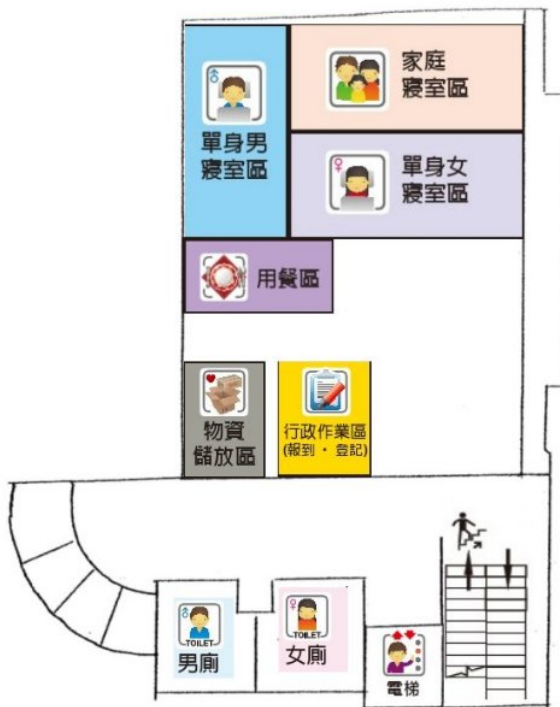 家庭
寢室區
單身男
寢室區
單身女
寢室區
用餐區
物資
儲放區
行政作業區
(報到・登記)
TOILET
男廁
TOILET
女廁
電梯